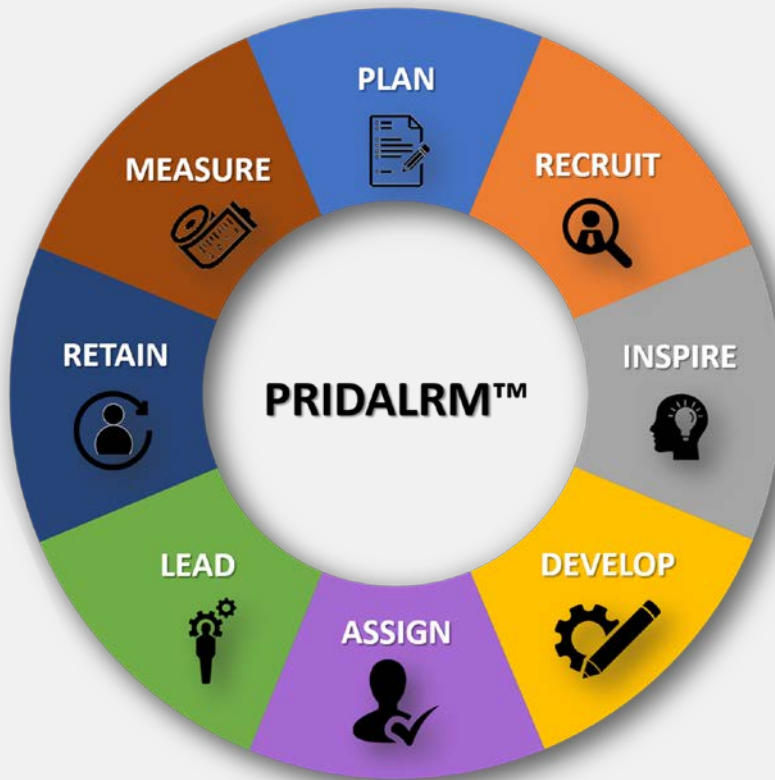 PLAN
RECRUIT
INSPIRE
DEVELOP
ASSIGN
LEAD
RETAIN
MEASURE
PRIDALRM™